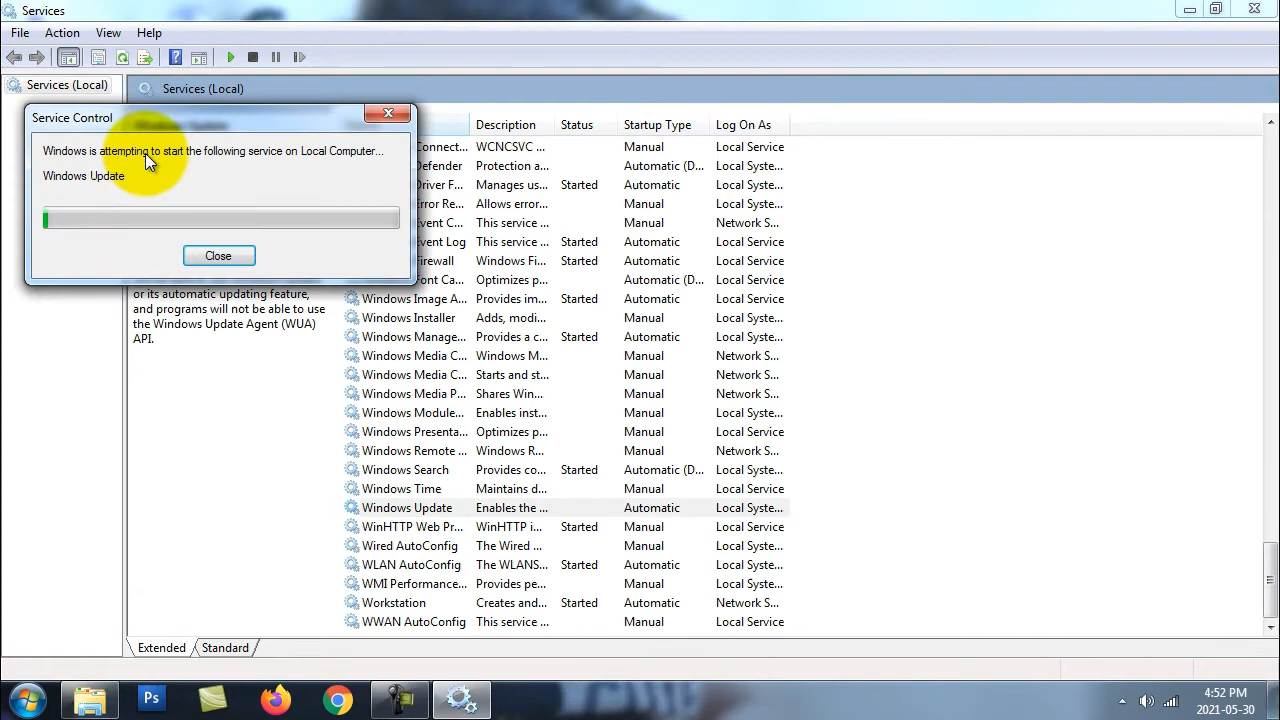 Services
File Action View Help
Services (Local)
Services (Local)
Service Control
Windows is attempting to start the following service on Local Computer...
Windows Update
Close
or its automatic updating feature,
and programs will not be able to use
the Windows Update Agent (WUA)
API.
Description Status Startup Type Log On As
Connect... WCNCSVC ... Manual Local Service
Defender Protection a... Automatic (D... Local Service
Driver F... Manages us... Started Automatic Local Syste...
Error Re... Allows error... Manual Local Syste...
Event C... This service ... Manual Network S...
Event Log This service ... Started Automatic Local Service
Firewall Windows Fi... Started Automatic Local Service
Font Ca... Optimizes p... Automatic (D... Local Service
Windows Image A... Provides im... Started Automatic Local Service
Windows Installer Adds, modi... Manual Local Syste...
Windows Manage... Provides a c... Started Automatic Local Syste...
Windows Media C... Windows M... Manual Network S...
Windows Media C... Starts and st... Manual Network S...
Windows Media P... Shares Win... Manual Network S...
Windows Module... Enables inst... Manual Local Syste...
Windows Presenta... Optimizes p... Manual Local Service
Windows Remote ... Windows R... Manual Network S...
Windows Search Provides co... Started Automatic (D... Local Syste...
Windows Time Maintains d... Manual Local Service
Windows Update Enables the ... Automatic Local Syste...
WinHTTP Web Pr... WinHTTP i... Started Manual Local Service
Wired AutoConfig The Wired ... Manual Local Syste...
WLAN AutoConfig The WLANS... Started Automatic Local Syste...
WMI Performance... Provides pe... Manual Local Syste...
Workstation Creates and... Started Automatic Network S...
WWAN AutoConfig This service ... Manual Local Service
Extended Standard
Ps
4:52 PM
2021-05-30